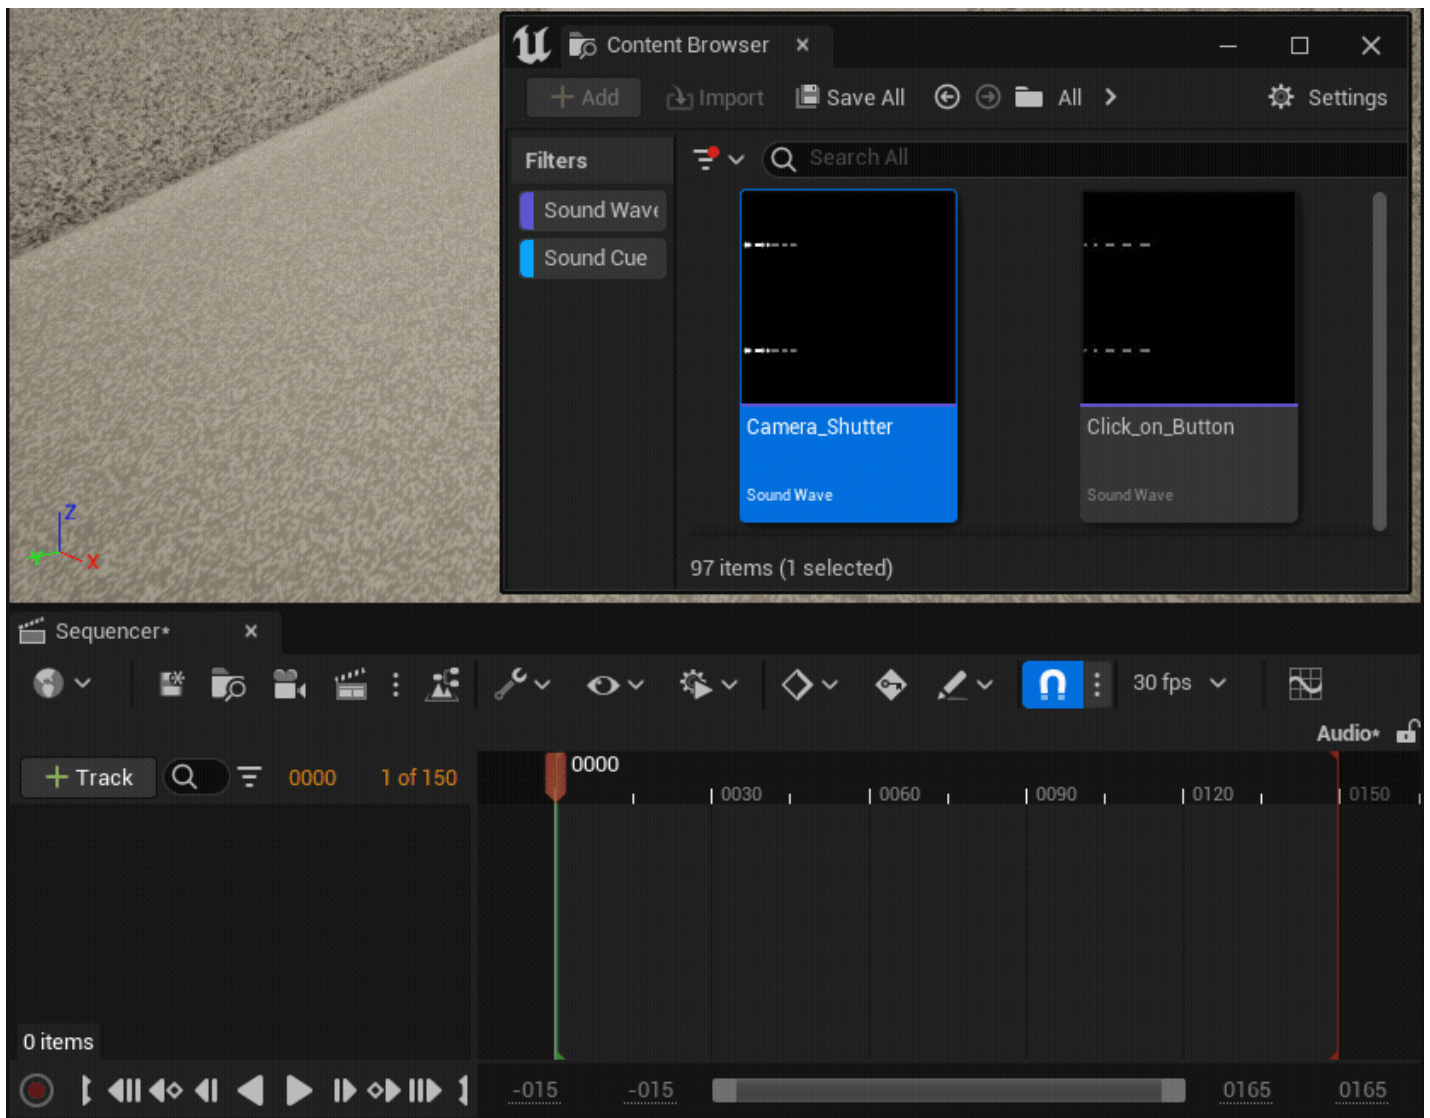 Content Browser
Add Import Save All All Settings
Filters
Search All
Sound Wave
Sound Cue
Camera_Shutter
Sound Wave
Click_on_Button
Sound Wave
97 items (1 selected)
Z
Y
X
Sequencer*
30 fps
Audio*
+ Track 0000 1 of 150
0000
0030 0060 0090 0120 0150
0 items
-015 -015 0165 0165